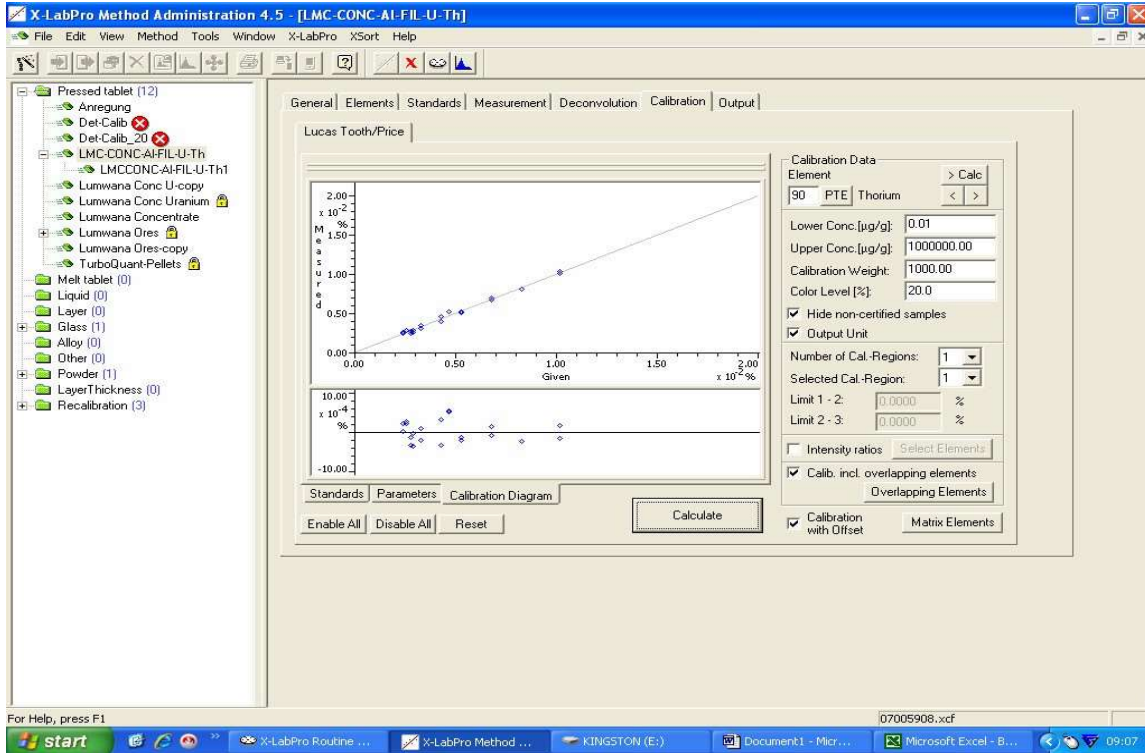 X-LabPro Method Administration 4.5 - [LMC-CONC-Al-FIL-U-Th]
File Edit View Method Tools Window X-LabPro XSort Help
Pressed tablet (12)
Anregung
Det-Calib
Det-Calib_20
LMC-CONC-Al-FIL-U-Th
LMCCONC-Al-FIL-U-Th1
Lumwana Conc U-copy
Lumwana Conc Uranium
Lumwana Concentrate
Lumwana Ores
Lumwana Ores-copy
TurboQuant-Pellets
Melt tablet (0)
Liquid (0)
Layer (0)
Glass (1)
Alloy (0)
Other (0)
Powder (1)
LayerThickness (0)
Recalibration (3)
General Elements Standards Measurement Deconvolution Calibration Output
Lucas Tooth/Price
2.00
x 10-2
%
Measured
1.50
1.00
0.50
0.00
0.00 0.50 1.00 1.50 2.00
Given x 10-2 %
10.00
x 10-4
%
-10.00
Standards Parameters Calibration Diagram
Enable All Disable All Reset Calculate
Calibration Data
Element > Calc
90 PTE Thorium < >
Lower Conc.[µg/g]: 0.01
Upper Conc.[µg/g]: 1000000.00
Calibration Weight: 1000.00
Color Level [%]: 20.0
Hide non-certified samples
Output Unit
Number of Cal.-Regions: 1
Selected Cal.-Region: 1
Limit 1 - 2: 0.0000 %
Limit 2 - 3: 0.0000 %
Intensity ratios Select Elements
Calib. incl. overlapping elements
Overlapping Elements
Calibration with Offset Matrix Elements
For Help, press F1 07005908.xcf
start X-LabPro Routine ... X-LabPro Method ... KINGSTON (E:) Document1 - Micr... Microsoft Excel - B... 09:07